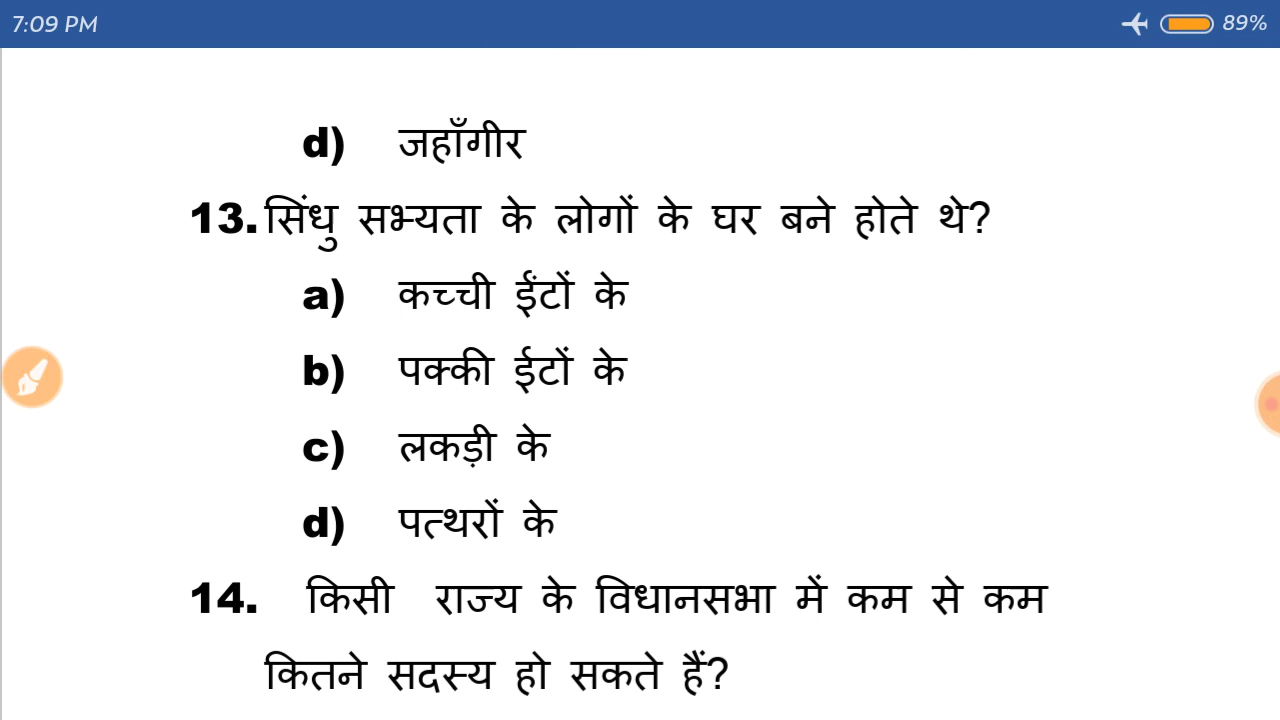 7:09 PM 89%
d) जहाँगीर
13. सिंधु सभ्यता के लोगों के घर बने होते थे?
a) कच्ची ईंटों के
b) पक्की ईटों के
c) लकड़ी के
d) पत्थरों के
14. किसी राज्य के विधानसभा में कम से कम
कितने सदस्य हो सकते हैं?